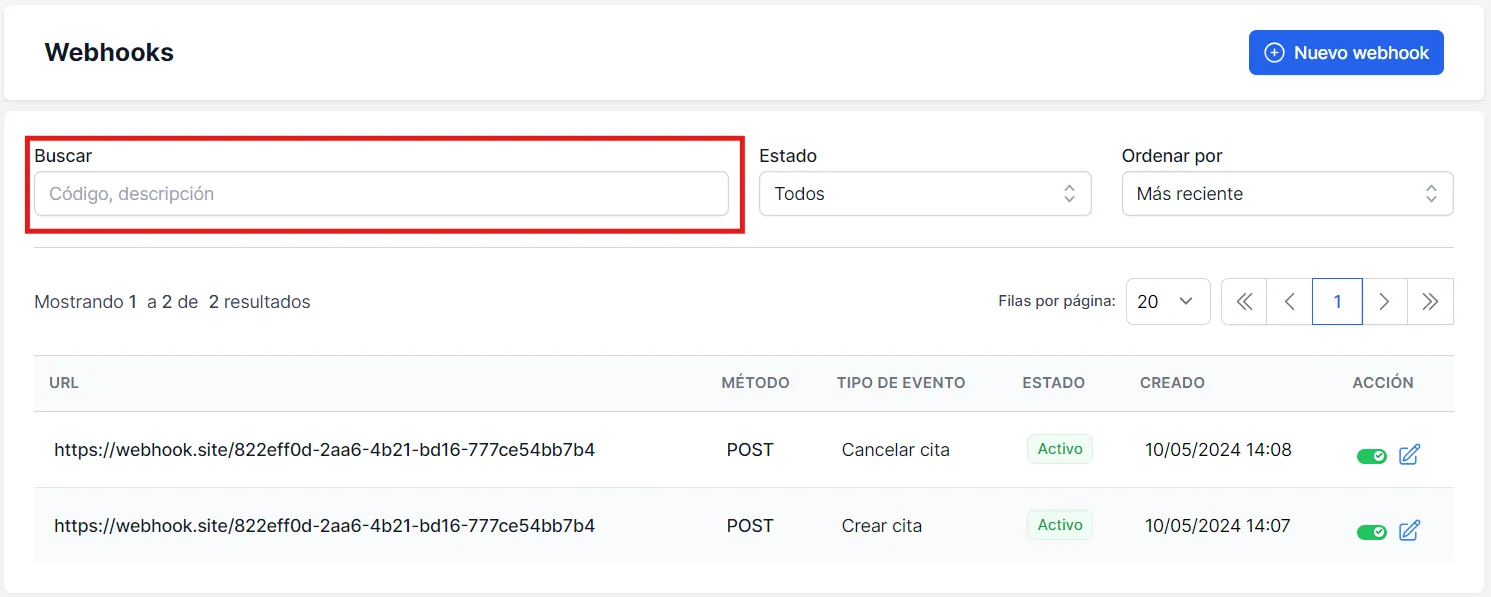 Webhooks
Nuevo webhook
Buscar Estado Ordenar por
Código, descripción Todos Más reciente
Mostrando 1 a 2 de 2 resultados Filas por página: 20 1
URL MÉTODO TIPO DE EVENTO ESTADO CREADO ACCIÓN
https://webhook.site/822eff0d-2aa6-4b21-bd16-777ce54bb7b4 POST Cancelar cita Activo 10/05/2024 14:08
https://webhook.site/822eff0d-2aa6-4b21-bd16-777ce54bb7b4 POST Crear cita Activo 10/05/2024 14:07